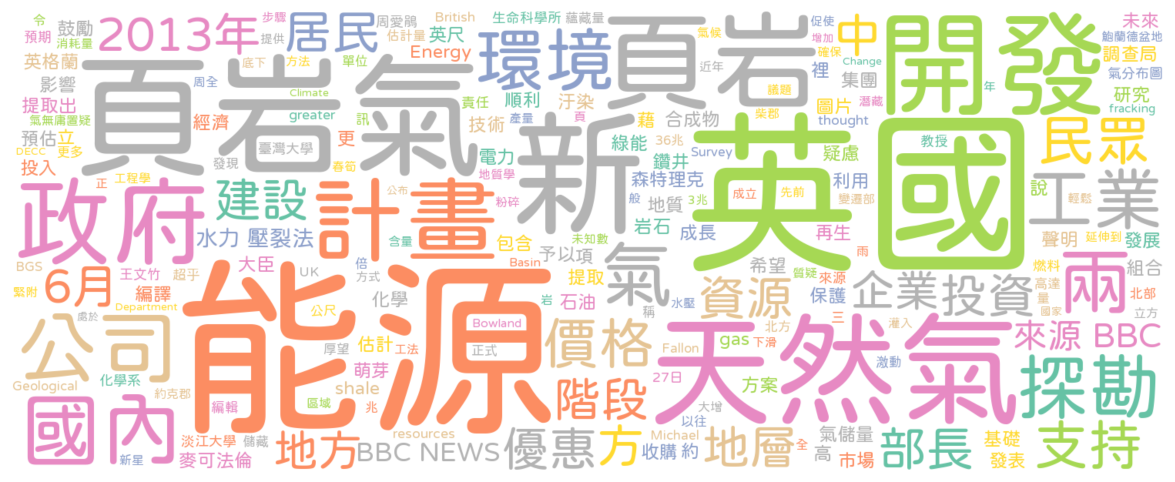 令
步驟
周愛鵑
British
生命科學所
蘊藏量
氣候
促使
未來
預期
鼓勵
2013年
提供
居民
估計量
英尺
環境
頁岩
中
增加
確保
鮑蘭德盆地
消耗量
底下
方法
單位
Energy
近年
裡
Change
調查局
英格蘭
周全
議題
集團
開發
氣分布圖
影響
頁岩氣
責任
順利
汙染
柴郡
潛藏
年
研究
提取出
Climate
greater
產量
頁
藉
合成物
圖片
thought
fracking
氣無庸置疑
經濟
訊
更
技術
新
綠能
36兆
英國
教授
民眾
預估
立
發現
臺灣大學
電力
鑽井
Survey
疑慮
DECC
更多
春筍
地質學
森特理克
利用
說
工業
投入
正
工程學
公布
粉碎
般
地質
3兆
成立
先前
變遷部
輕鬆
政府
建設
計畫
岩石
成長
再生
聲明
發展
水力
壓裂法
含量
未知數
包含
予以項
雨
延伸到
BGS
王文竹
超乎
大臣
UK
倍
方式
Basin
提取
氣
希望
質疑
來源
燃料
組合
緊附
6月
編譯
能源
化學
岩
石油
水壓
資源
保護
企業
投資
高達
量
兩
北部
Department
公尺
稱
三
國家
立方
處於
公司
Bowland
價格
天然氣
北方
灌入
來源
BBC
厚望
估計
工法
正式
gas
下滑
Fallon
激動
探勘
Geological
化學系
約克郡
萌芽
shale
階段
27日
方案
國內
編輯
兆
區域
大增
以往
淡江大學
儲藏
地方
resources
BBC NEWS
優惠
方
Michael
收購
約
地層
全
氣儲量
部長
基礎
支持
新星
麥可法倫
高
市場
發表